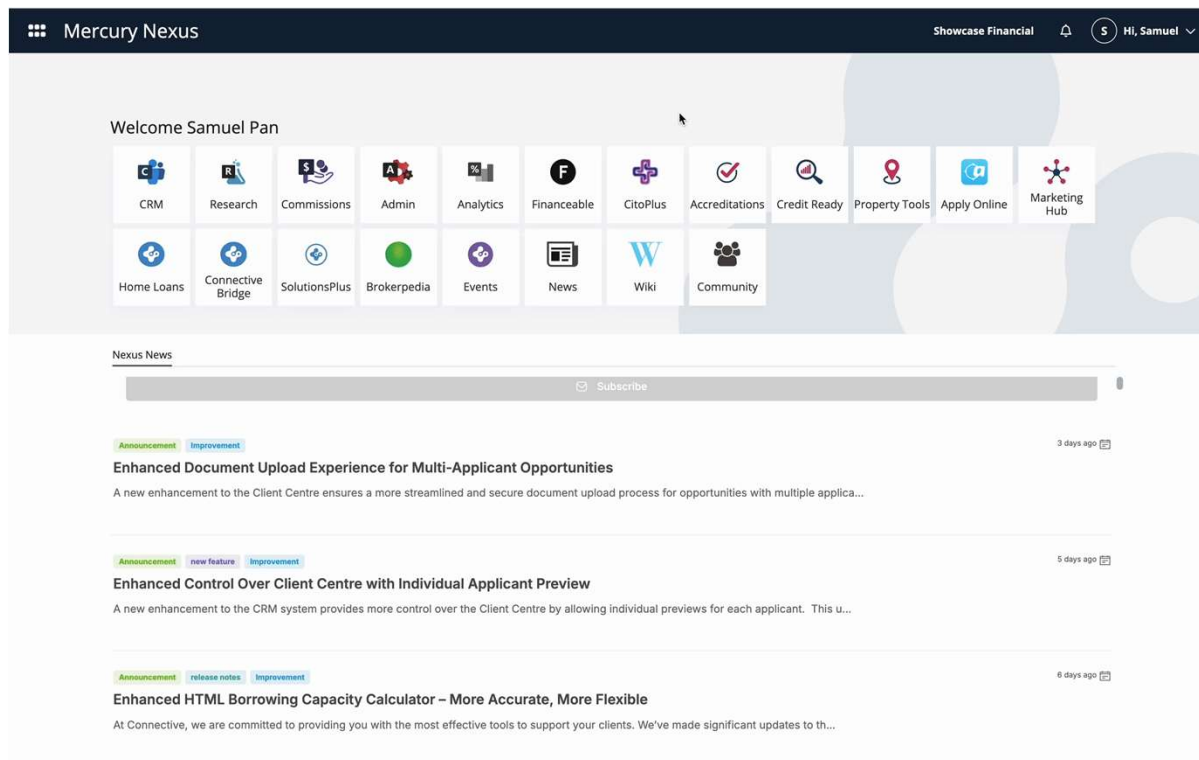 Mercury Nexus
Showcase Financial
S
Hi, Samuel
Welcome Samuel Pan
C
R
$
A
%
F
CRM
Research
Commissions
Admin
Analytics
Financeable
CitoPlus
Accreditations
Credit Ready
Property Tools
Apply Online
Marketing
Hub
W
Home Loans
Connective
Bridge
SolutionsPlus
Brokerpedia
Events
News
Wiki
Community
Nexus News
Subscribe
Announcement Improvement
3 days ago
Enhanced Document Upload Experience for Multi-Applicant Opportunities
A new enhancement to the Client Centre ensures a more streamlined and secure document upload process for opportunities with multiple applica...
Announcement new feature Improvement
5 days ago
Enhanced Control Over Client Centre with Individual Applicant Preview
A new enhancement to the CRM system provides more control over the Client Centre by allowing individual previews for each applicant. This u...
Announcement release notes Improvement
6 days ago
Enhanced HTML Borrowing Capacity Calculator – More Accurate, More Flexible
At Connective, we are committed to providing you with the most effective tools to support your clients. We've made significant updates to th...